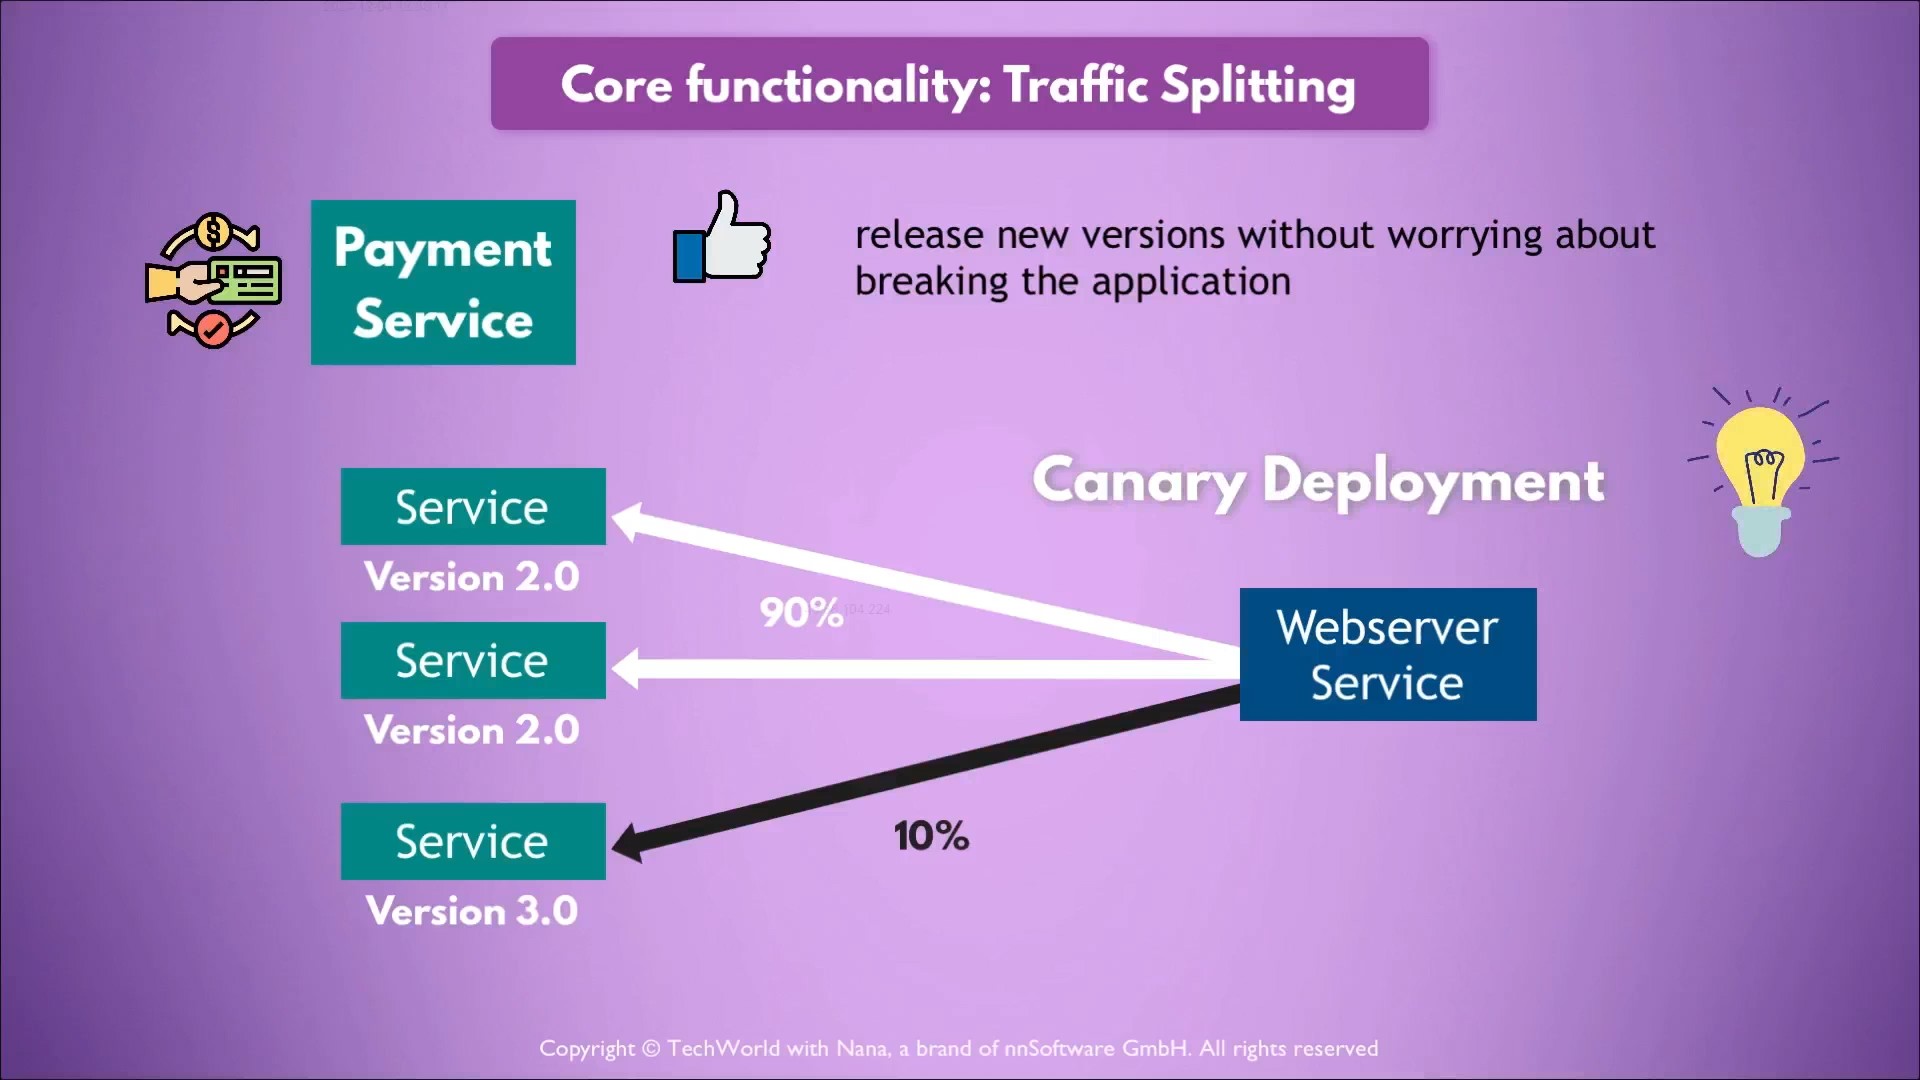 Core functionality: Traffic Splitting
Payment
Service
release new versions without worrying about
breaking the application
Canary Deployment
Service
Version 2.0
90%
Service
Version 2.0
Webserver
Service
10%
Service
Version 3.0
Copyright © TechWorld with Nana, a brand of nnSoftware GmbH. All rights reserved